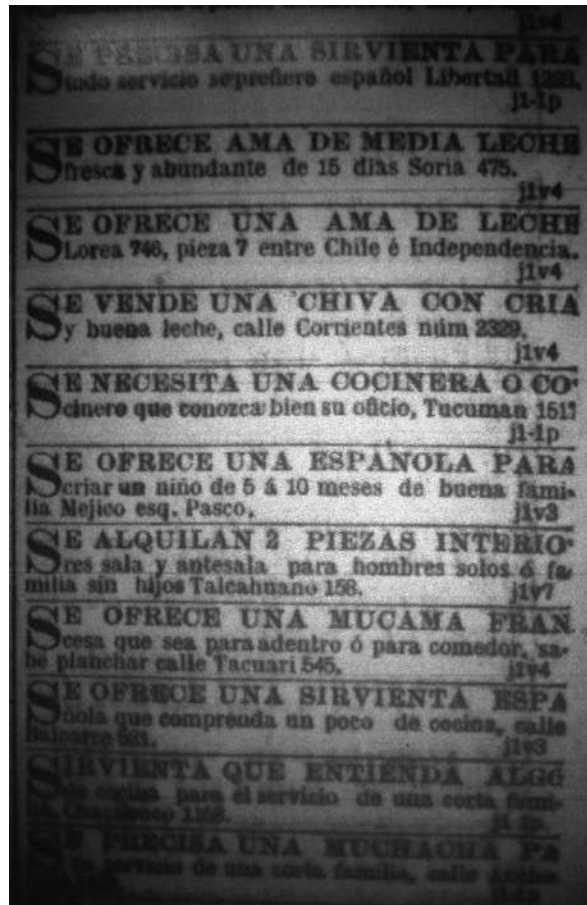 j1v4
SE PRECISA UNA SIRVIENTA PARA
todo servicio se prefiere español Libertad
j1-1p
SE OFRECE AMA DE MEDIA LECHE
fresca y abundante de 15 dias Soria 475.
j1v4
SE OFRECE UNA AMA DE LECHE
Lorea 746, pieza 7 entre Chile é Independencia.
j1v4
SE VENDE UNA CHIVA CON CRIA
y buena leche, calle Corrientes núm 2329.
j1v4
SE NECESITA UNA COCINERA O CO-
cinero que conozca bien su oficio, Tucuman 1517
j1-1p
SE OFRECE UNA ESPAÑOLA PARA
criar un niño de 5 á 10 meses de buena fami-
lia Mejico esq. Pasco. j1v3
SE ALQUILAN 2 PIEZAS INTERIO-
res sala y antesala para hombres solos ó fa-
milia sin hijos Talcahuano 158. j1v7
SE OFRECE UNA MUCAMA FRAN
cesa que sea para adentro ó para comedor, sa-
be planchar calle Tacuari 545. j1v4
SE OFRECE UNA SIRVIENTA ESPA
ñola que comprenda un poco de cocina, calle
Balcarce j1v3
SIRVIENTA QUE ENTIENDA ALGO
de cocina para el servicio de una corta fami-
j1-1p
SE PRECISA UNA MUCHACHA PA
servicio de una corta familia, calle